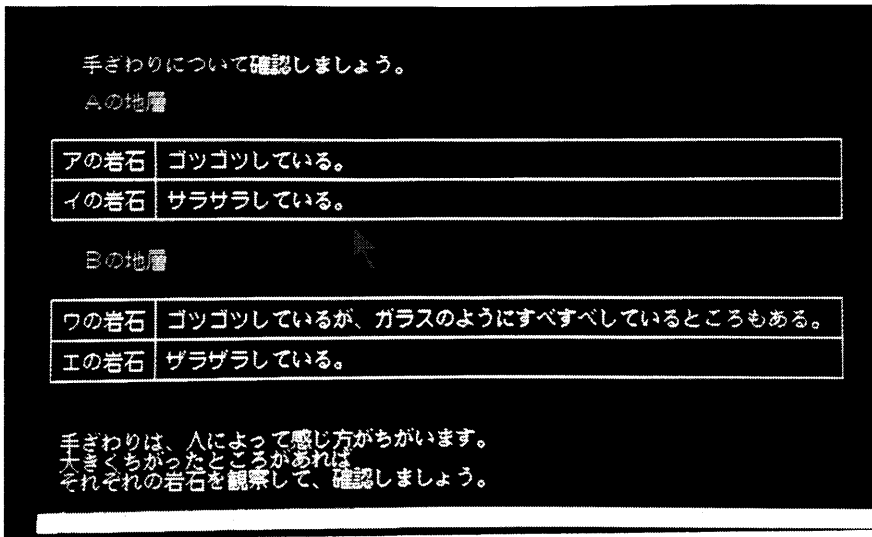 手ざわりについて確認しましょう。
Aの地層
アの岩石 ゴツゴツしている。
イの岩石 サラサラしている。
Bの地層
ウの岩石 ゴツゴツしているが、ガラスのようにすべすべしているところもある。
エの岩石 ザラザラしている。
手ざわりは、人によって感じ方がちがいます。
大きくちがったところがあれば
それぞれの岩石を観察して、確認しましょう。